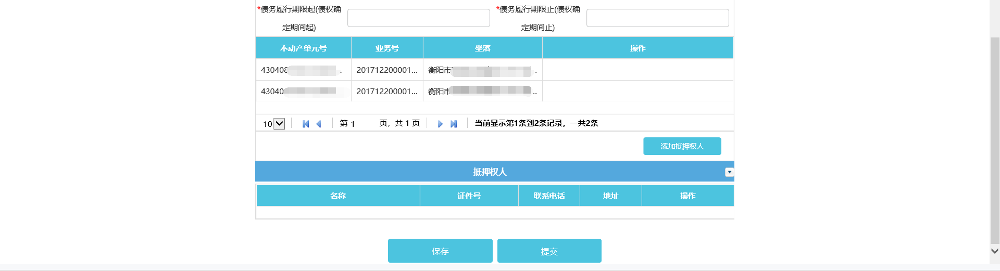 *债务履行期限起(债权确 *债务履行期限止(债权确
定期间起) 定期间止)
不动产单元号 业务号 坐落 操作
430408 . 201712200001... 衡阳市 .
43040 201712200001... 衡阳市 ..
10 第 1 页，共 1 页 当前显示第1条到2条记录，一共2条
添加抵押权人
抵押权人
名称 证件号 联系电话 地址 操作
保存 提交